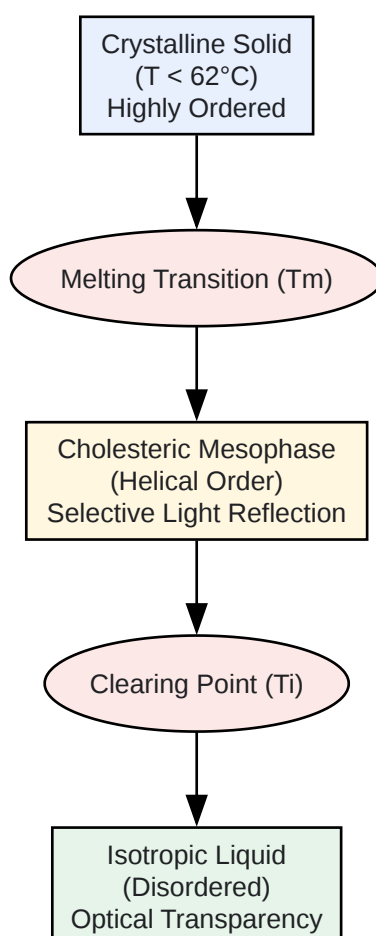 Crystalline Solid
(T < 62°C)
Highly Ordered
Melting Transition (Tm)
Cholesteric Mesophase
(Helical Order)
Selective Light Reflection
Clearing Point (Ti)
Isotropic Liquid
(Disordered)
Optical Transparency